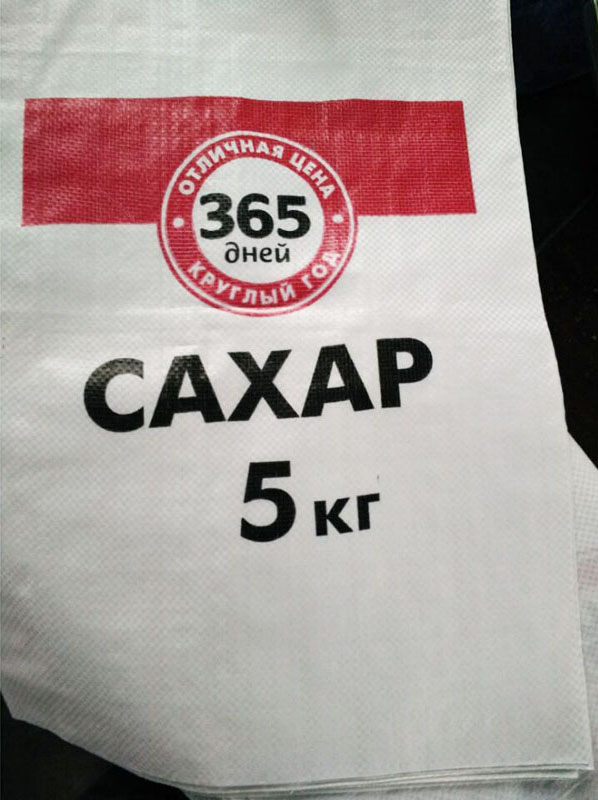 ОТЛИЧНАЯ ЦЕНА
365
дней
КРУГЛЫЙ ГОД
САХАР
5 кг